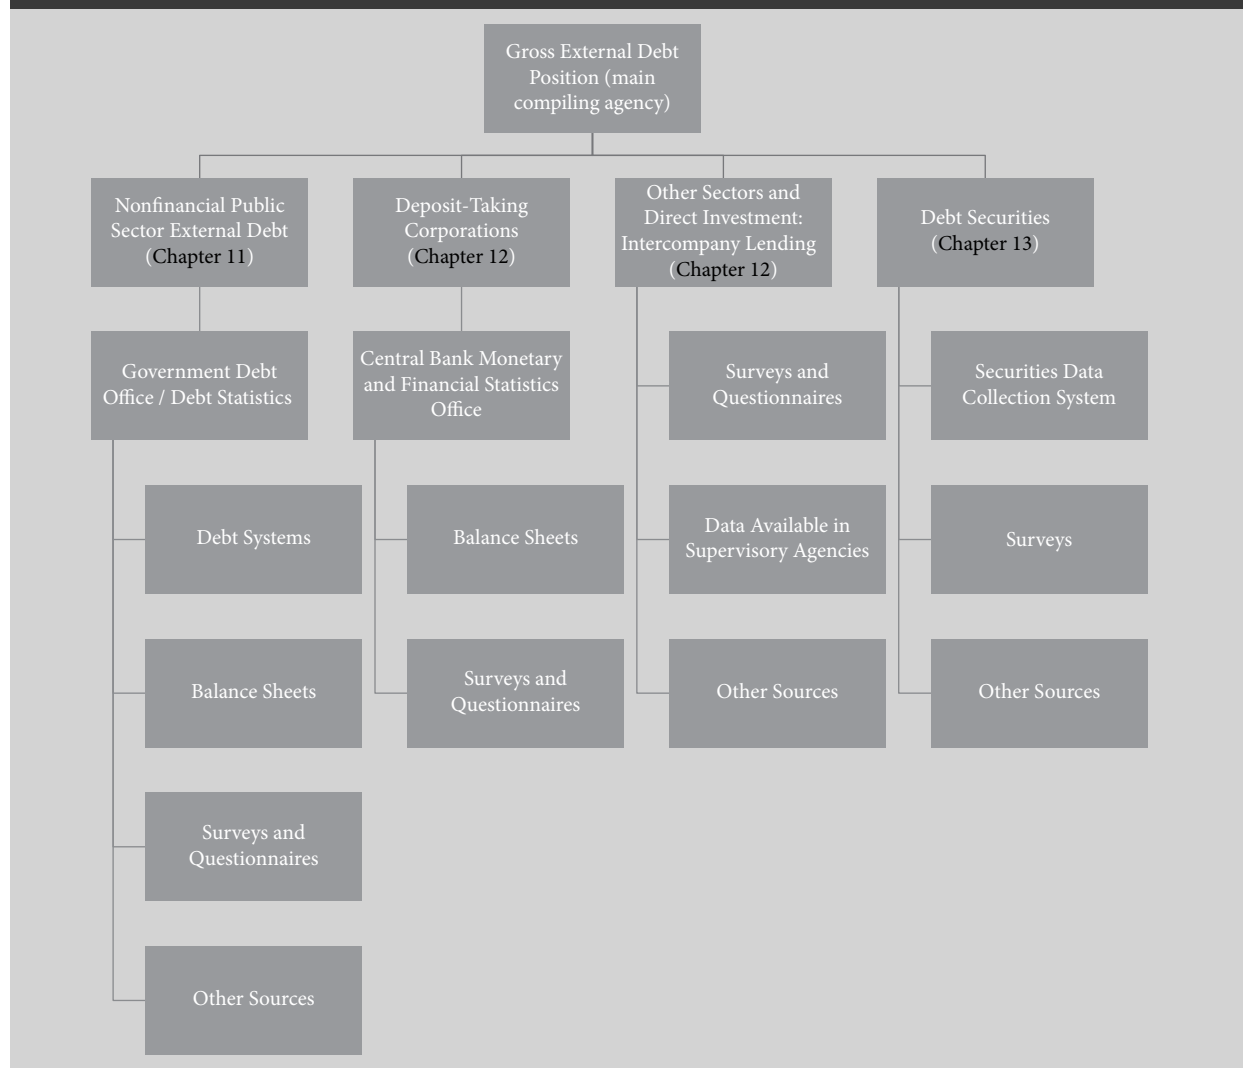 Gross External Debt
Position (main
compiling agency)
Nonfinancial Public
Sector External Debt
(Chapter 11)
Deposit-Taking
Corporations
(Chapter 12)
Other Sectors and
Direct Investment:
Intercompany Lending
(Chapter 12)
Debt Securities
(Chapter 13)
Government Debt
Office / Debt Statistics
Central Bank Monetary
and Financial Statistics
Office
Surveys and
Questionnaires
Securities Data
Collection System
Debt Systems
Balance Sheets
Data Available in
Supervisory Agencies
Surveys
Balance Sheets
Surveys and
Questionnaires
Other Sources
Other Sources
Surveys and
Questionnaires
Other Sources